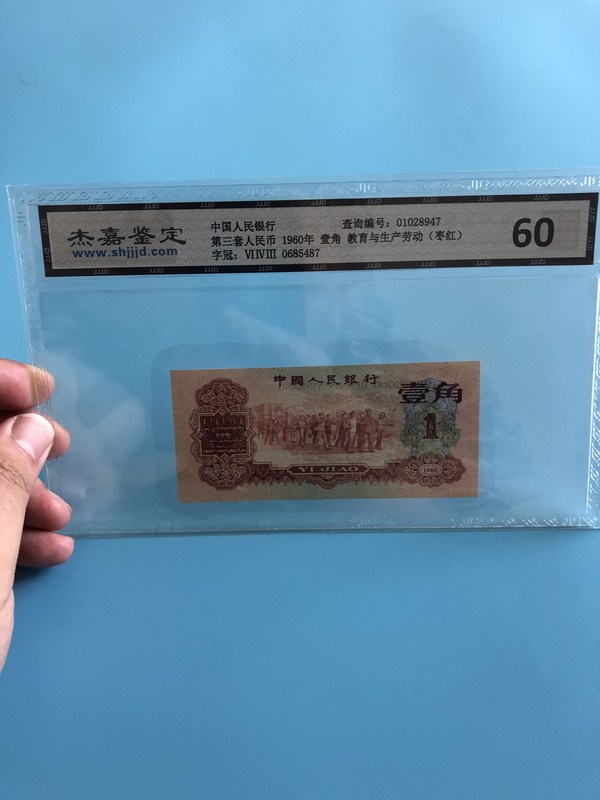 杰嘉鉴定
www.shjjjd.com
中国人民银行 查询编号：01028947
第三套人民币 1960年 壹角 教育与生产劳动（枣红）
字冠：VIIVIII 0685487
60
中國人民銀行
壹角
1
YI JIAO
1960